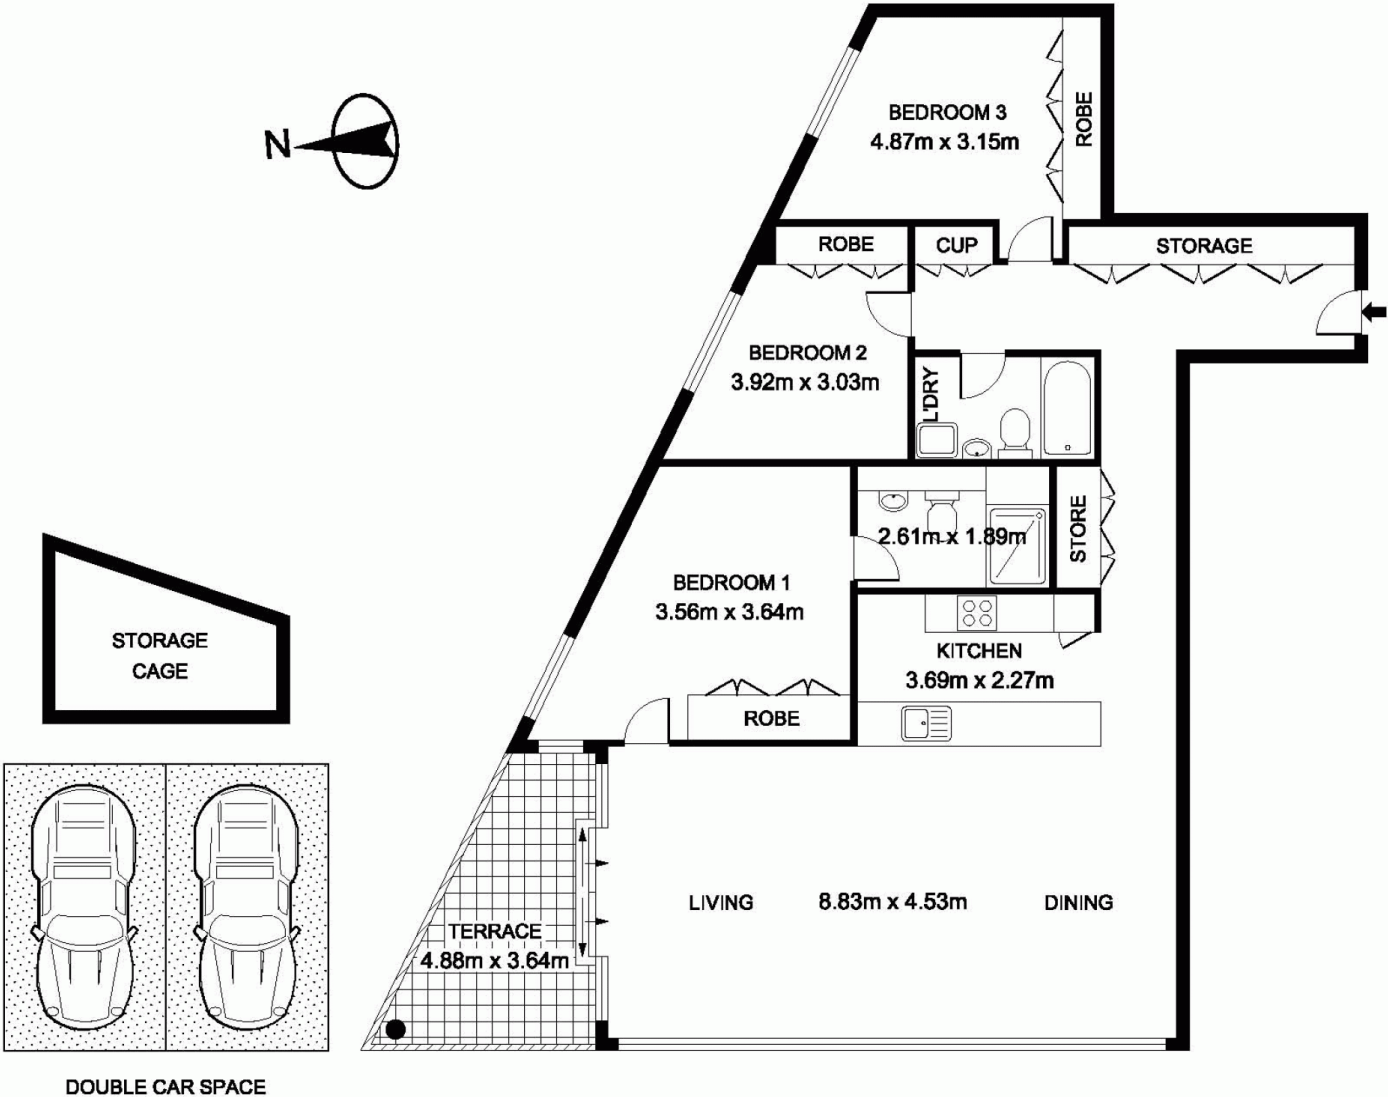 N
BEDROOM 3
4.87m x 3.15m
ROBE
ROBE
CUP
STORAGE
BEDROOM 2
3.92m x 3.03m
L'DRY
2.61m x 1.89m
STORE
BEDROOM 1
3.56m x 3.64m
KITCHEN
3.69m x 2.27m
ROBE
STORAGE
CAGE
LIVING
8.83m x 4.53m
DINING
TERRACE
4.88m x 3.64m
DOUBLE CAR SPACE